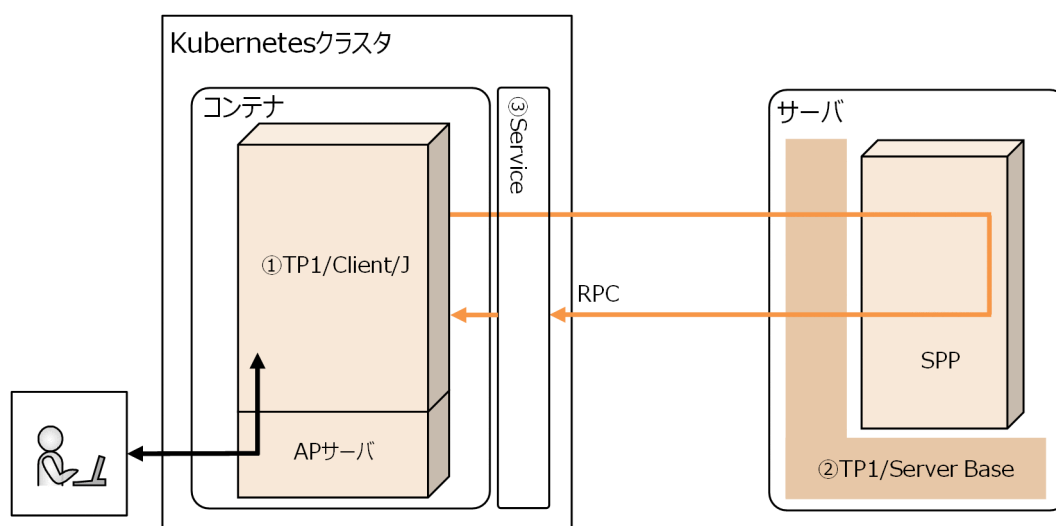 Kubernetesクラスタ
コンテナ
③Service
サーバ
①TP1/Client/J
RPC
SPP
APサーバ
②TP1/Server Base